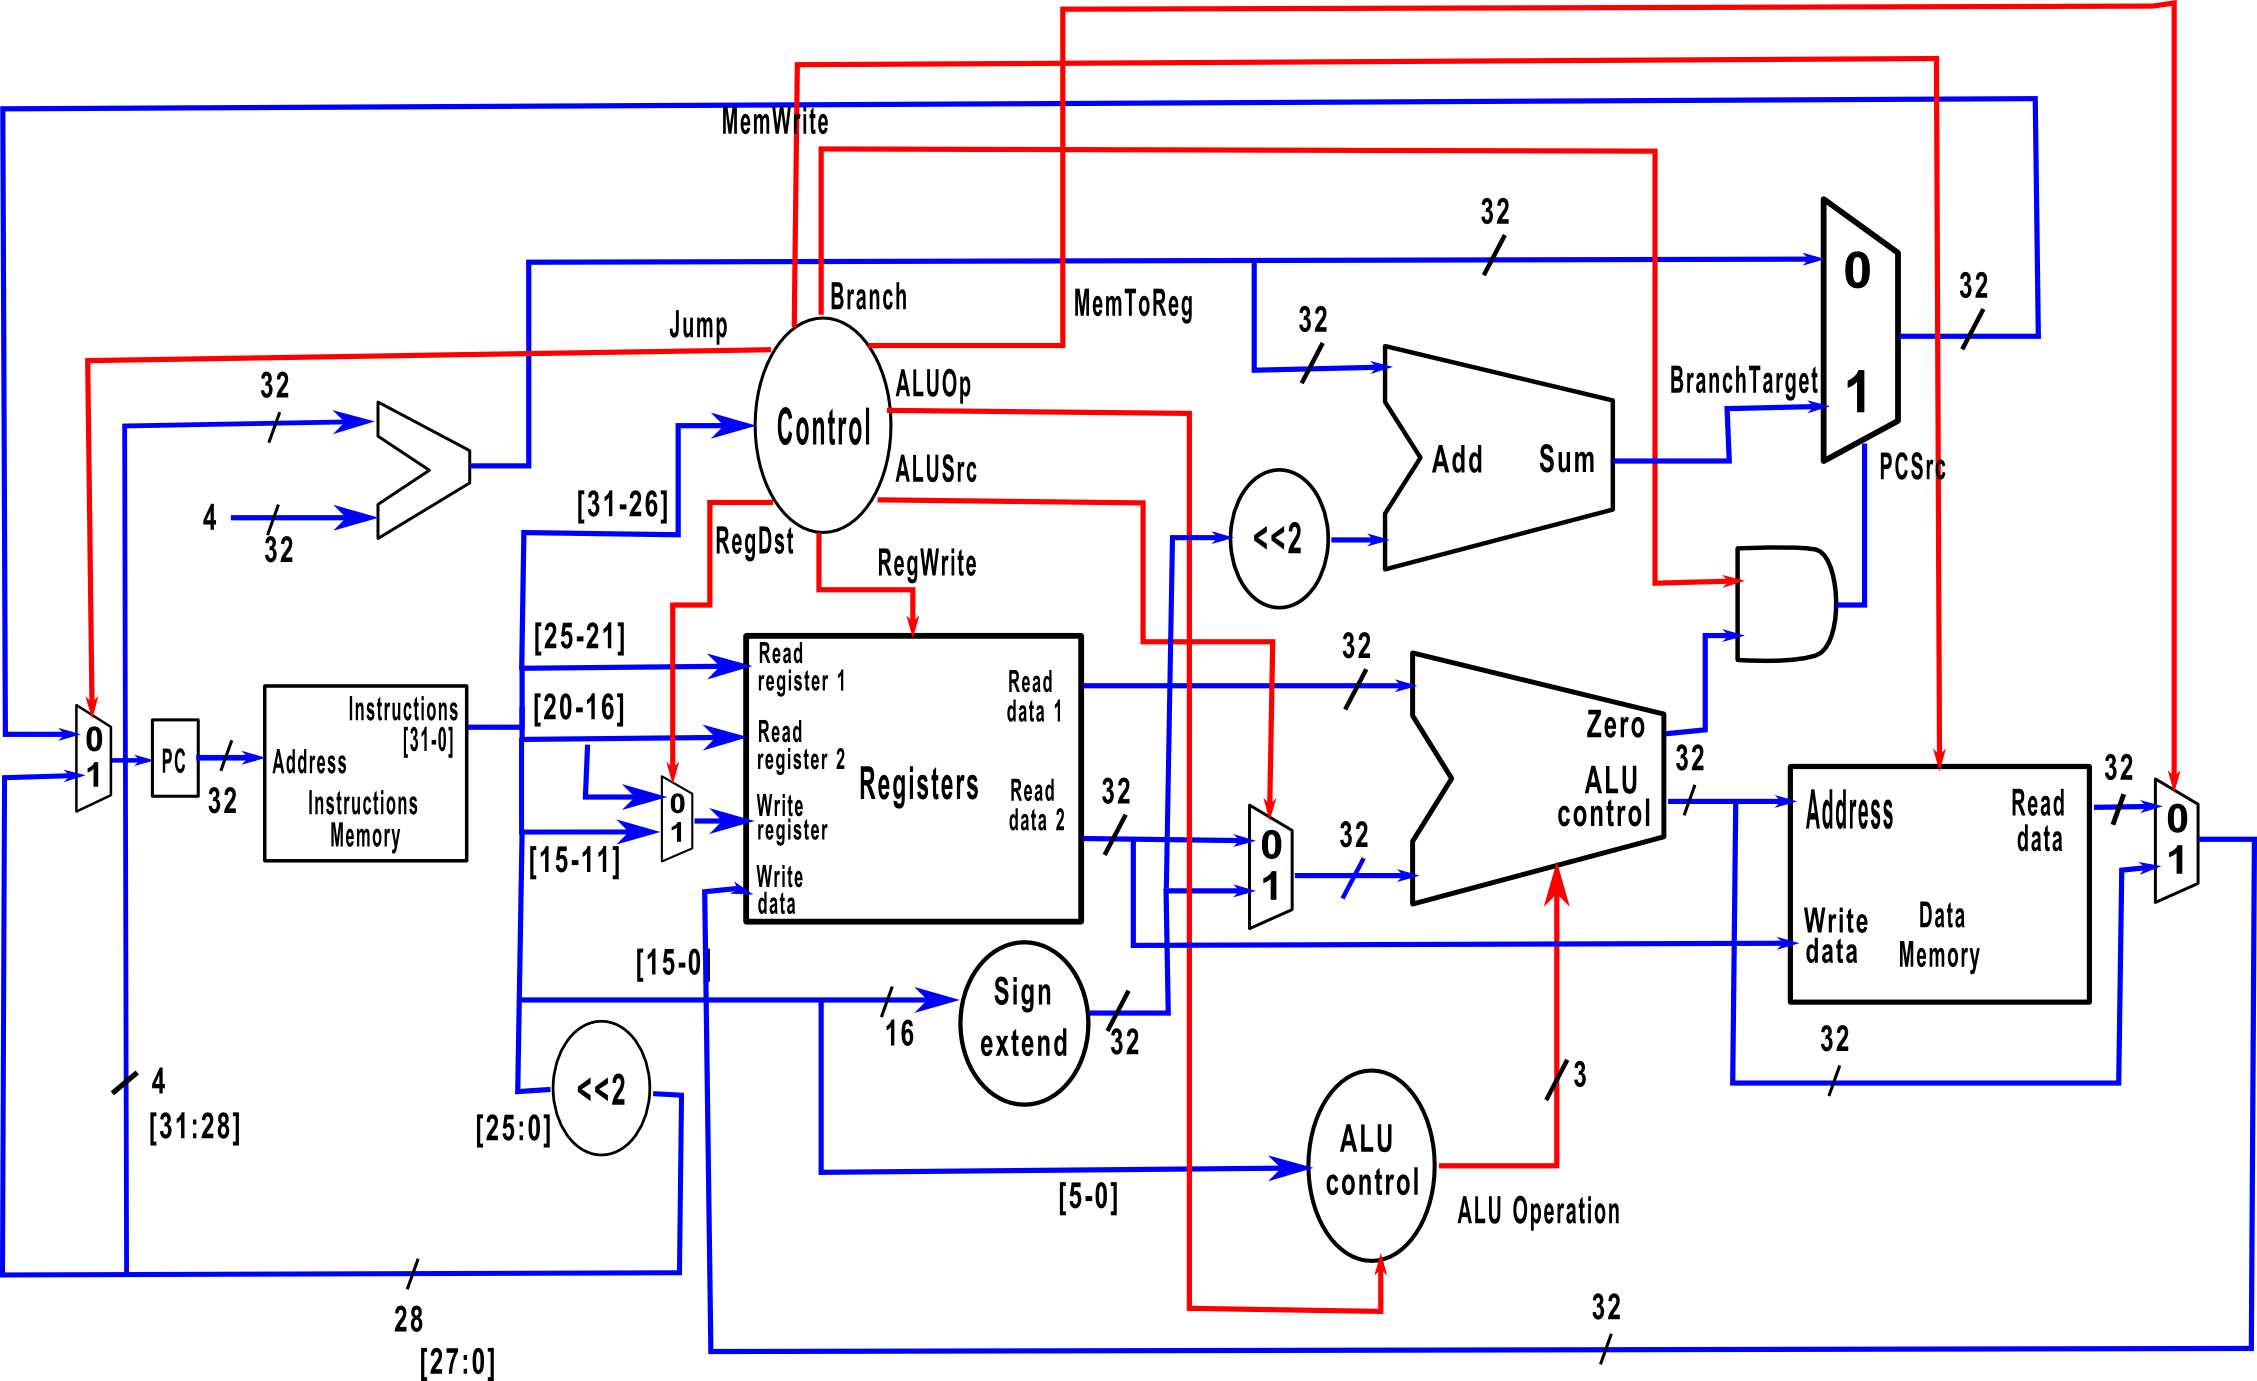 MemWrite
32
Branch
32
Jump
MemToReg
32
0
32
ALUOp
BranchTarget
1
Control
4
32
ALUSrc
Add
Sum
PCSrc
[31-26]
RegDst
<<2
RegWrite
[25-21]
32
Read
register 1
Read
data 1
[20-16]
Instructions
[31-0]
Zero
0
1
PC
Address
Read
register 2
Registers
32
ALU
control
32
32
Instructions
Memory
0
1
Write
register
Read
data 2
32
0
1
32
Address
Read
data
0
1
[15-11]
Write
data
Write
data
Data
Memory
[15-0]
16
Sign
extend
32
32
4
[31:28]
[25:0]
<<2
3
ALU
control
[5-0]
ALU Operation
28
[27:0]
32